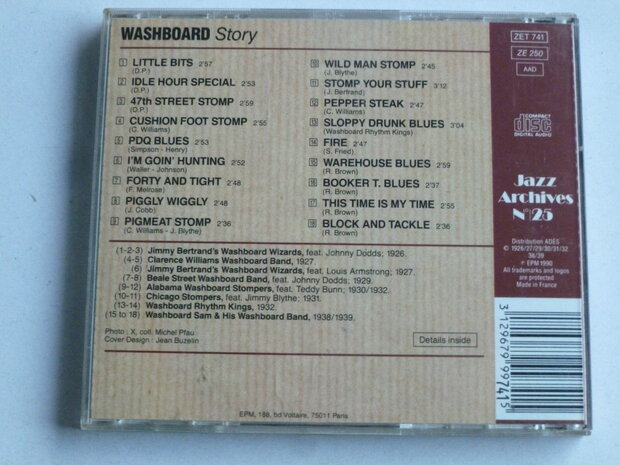 WASHBOARD Story
1 LITTLE BITS 2'57
(D.P.)
2 IDLE HOUR SPECIAL 2'53
(D.P.)
3 47th STREET STOMP 2'59
(D.P.)
4 CUSHION FOOT STOMP 2'55
(C. Williams)
5 PDQ BLUES 2'53
(Simpson - Henry)
6 I'M GOIN' HUNTING 2'52
(Waller - Johnson)
7 FORTY AND TIGHT 2'48
(F. Melrose)
8 PIGGLY WIGGLY 2'48
(J. Cobb)
9 PIGMEAT STOMP 2'36
(C. Williams - J. Blythe)
10 WILD MAN STOMP 2'45
(J. Blythe)
11 STOMP YOUR STUFF 3'12
(J. Bertrand)
12 PEPPER STEAK 2'47
(C. Williams)
13 SLOPPY DRUNK BLUES 3'04
(Washboard Rhythm Kings)
14 FIRE 2'47
(S. Fried)
15 WAREHOUSE BLUES 2'59
(R. Brown)
16 BOOKER T. BLUES 2'37
(R. Brown)
17 THIS TIME IS MY TIME 2'55
(R. Brown)
18 BLOCK AND TACKLE 2'36
(R. Brown)
(1-2-3) Jimmy Bertrand's Washboard Wizards, feat. Johnny Dodds; 1926.
(4-5) Clarence Williams Washboard Band, 1927.
(6) Jimmy Bertrand's Washboard Wizards, feat. Louis Armstrong; 1927.
(7-8) Beale Street Washboard Band, feat. Johnny Dodds; 1929.
(9-12) Alabama Washboard Stompers, feat. Teddy Bunn; 1930/1932.
(10-11) Chicago Stompers, feat. Jimmy Blythe; 1931.
(13-14) Washboard Rhythm Kings, 1932.
(15 to 18) Washboard Sam & His Washboard Band, 1938/1939.
Photo : X, coll. Michel Pfau
Cover Design : Jean Buzelin
Details inside
EPM, 188, bd Voltaire, 75011 Paris
ZET 741
ZE 250
AAD
COMPACT
disc
DIGITAL AUDIO
Jazz
Archives
N°25
Distribution ADES
© 1926/27/29/30/31/32
38/39
℗ EPM 1990
All trademarks and logos
are protected
Made in France
3 129679 997415